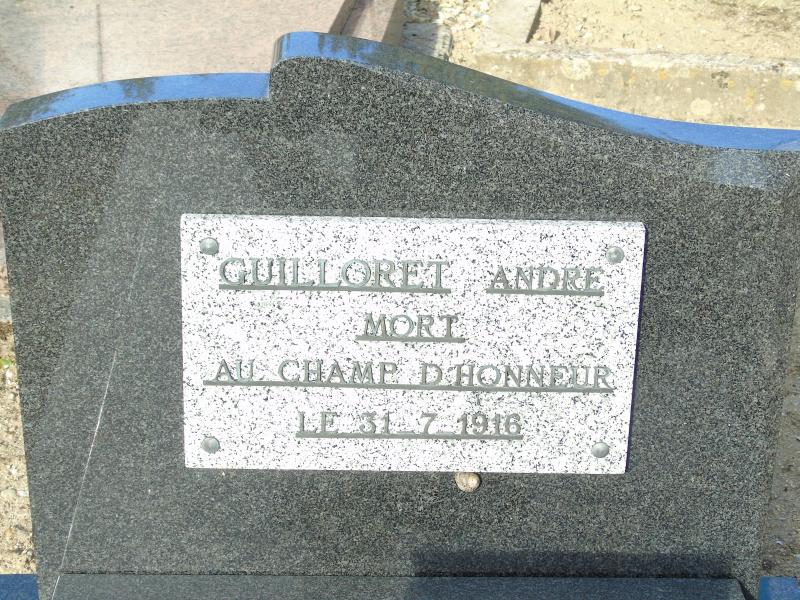 GUILLORET ANDRE
MORT
AU CHAMP D'HONNEUR
LE 31-7-1916